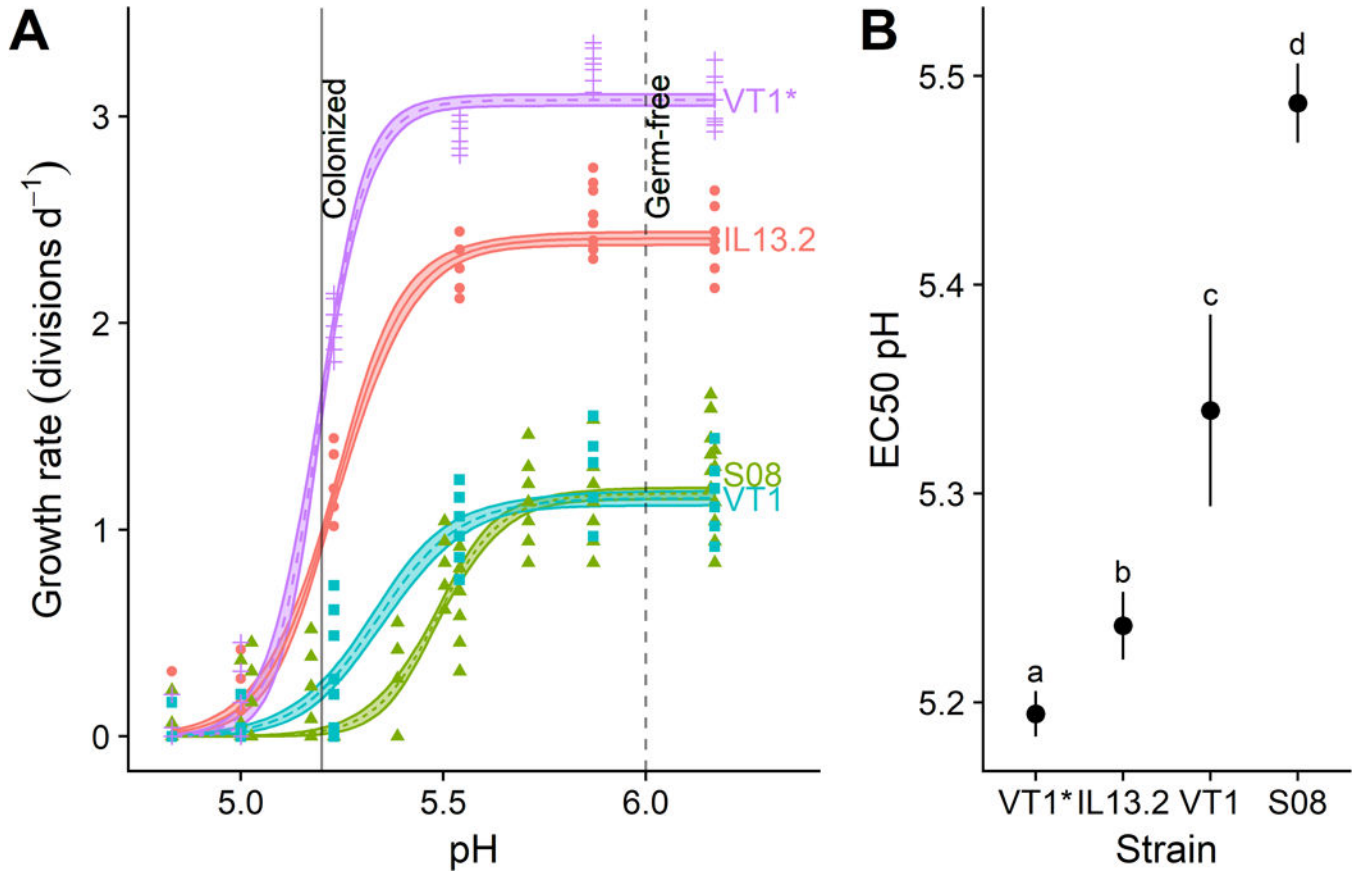 A
Growth rate (divisions d⁻¹)
3
2
1
0
Colonized
Germ-free
VT1*
IL13.2
S08
VT1
5.0
5.5
6.0
pH
B
EC50 pH
5.5
5.4
5.3
5.2
a
b
c
d
VT1* IL13.2 VT1 S08
Strain